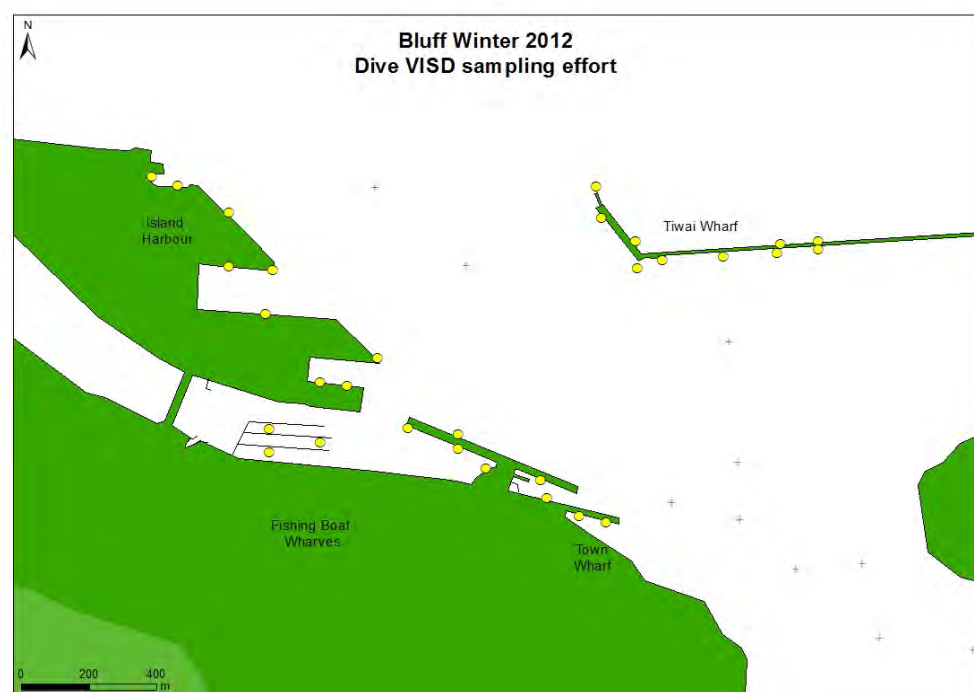 N
Bluff Winter 2012
Dive VISD sampling effort
Island
Harbour
Tiwai Wharf
Fishing Boat
Wharves
Town
Wharf
0 200 400
m